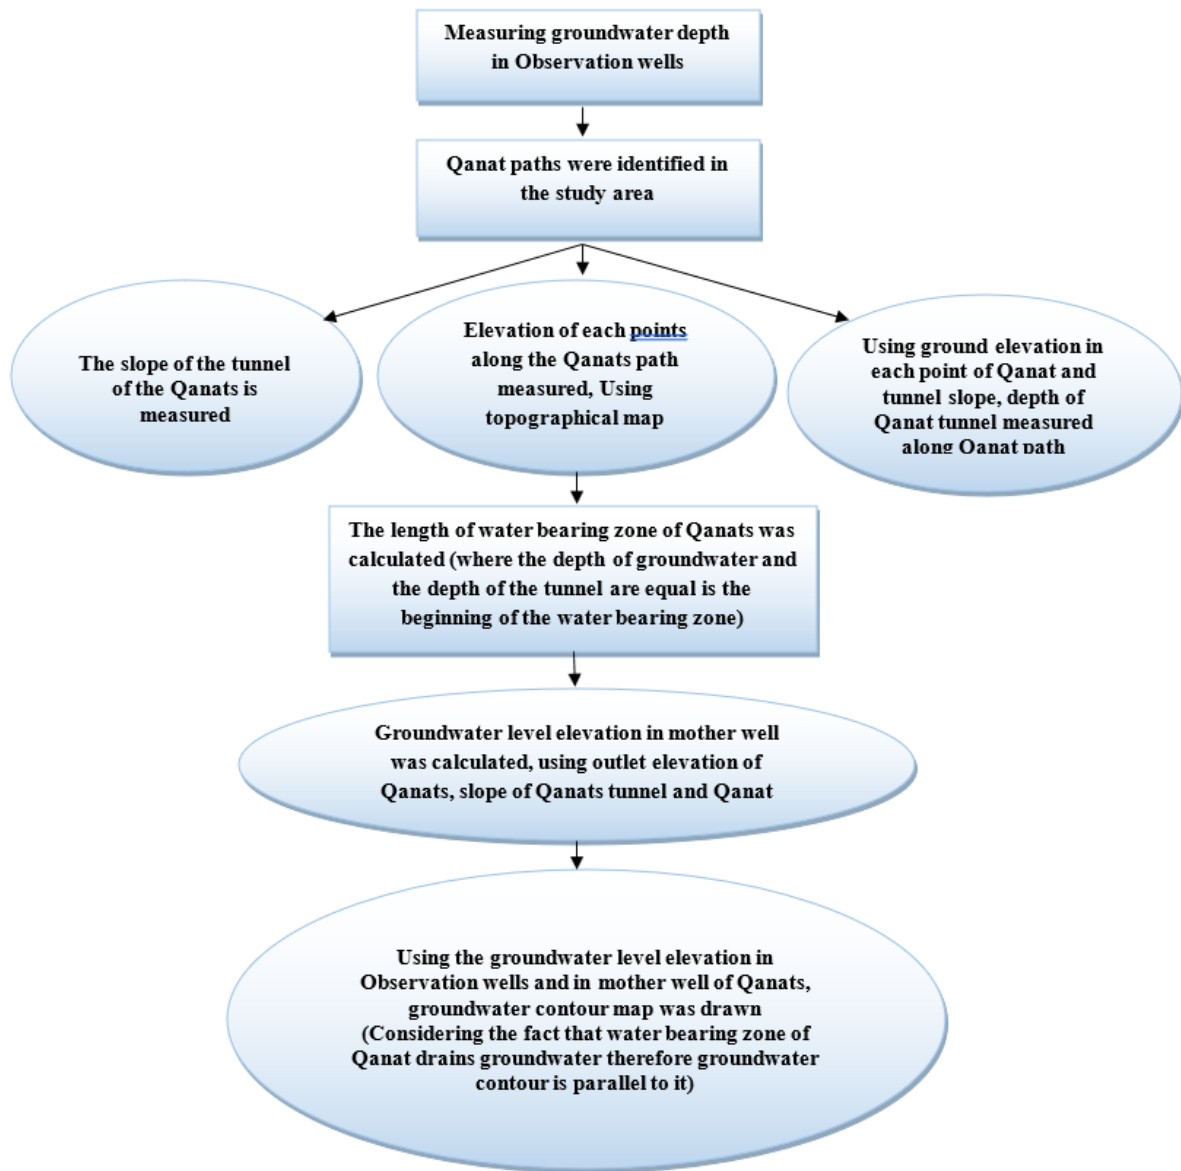 Measuring groundwater depth
in Observation wells
Qanat paths were identified in
the study area
The slope of the tunnel
of the Qanats is
measured
Elevation of each points
along the Qanats path
measured, Using
topographical map
Using ground elevation in
each point of Qanat and
tunnel slope, depth of
Qanat tunnel measured
along Qanat path
The length of water bearing zone of Qanats was
calculated (where the depth of groundwater and
the depth of the tunnel are equal is the
beginning of the water bearing zone)
Groundwater level elevation in mother well
was calculated, using outlet elevation of
Qanats, slope of Qanats tunnel and Qanat
Using the groundwater level elevation in
Observation wells and in mother well of Qanats,
groundwater contour map was drawn
(Considering the fact that water bearing zone of
Qanat drains groundwater therefore groundwater
contour is parallel to it)